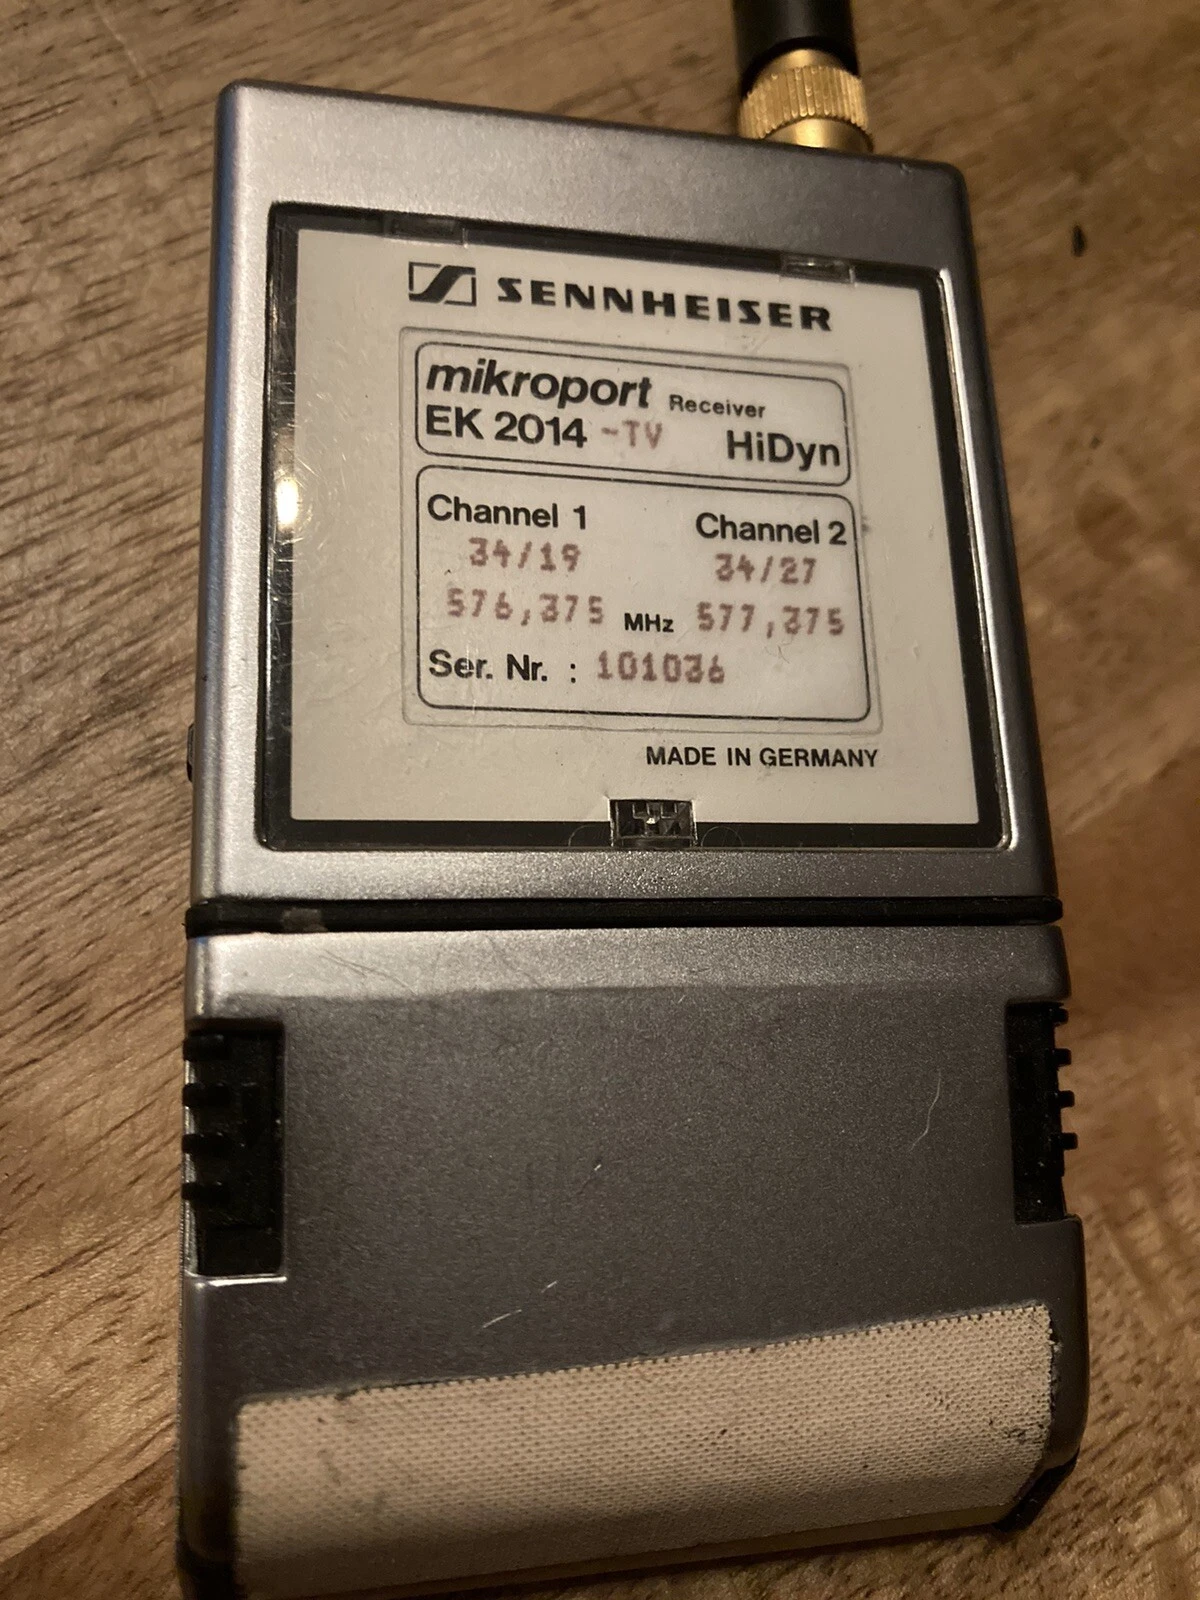 SENNHEISER
mikroport Receiver
EK 2014 -TV HiDyn
Channel 1 Channel 2
34/19 34/27
576,375 MHz 577,375
Ser. Nr. : 101036
MADE IN GERMANY